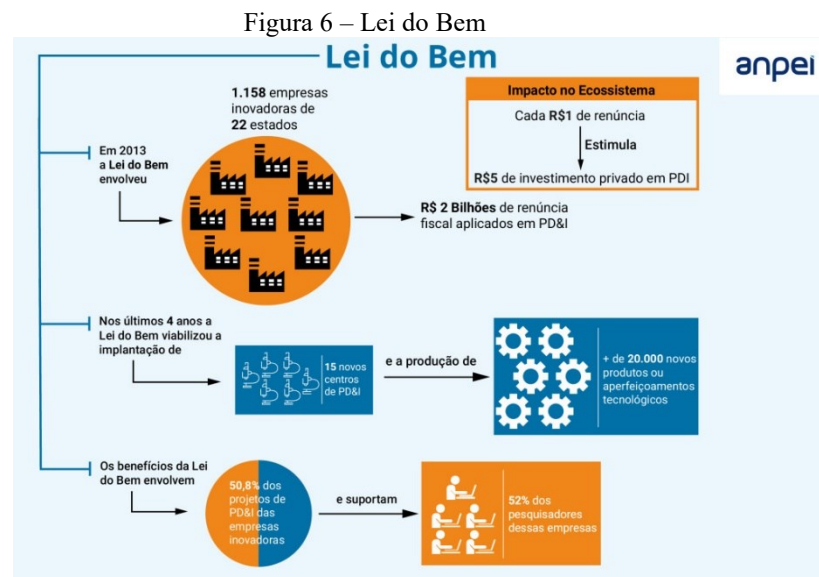 Figura 6 – Lei do Bem
Lei do Bem
anpei
1.158 empresas
inovadoras de
22 estados
Impacto no Ecossistema
Cada R$1 de renúncia
Estimula
R$5 de investimento privado em PDI
Em 2013
a Lei do Bem
envolveu
R$ 2 Bilhões de renúncia
fiscal aplicados em PD&I
Nos últimos 4 anos a
Lei do Bem viabilizou a
implantação de
15 novos
centros
de PD&I
e a produção de
+ de 20.000 novos
produtos ou
aperfeiçoamentos
tecnológicos
Os benefícios da Lei
do Bem envolvem
50,8% dos
projetos de
PD&I das
empresas
inovadoras
e suportam
52% dos
pesquisadores
dessas empresas